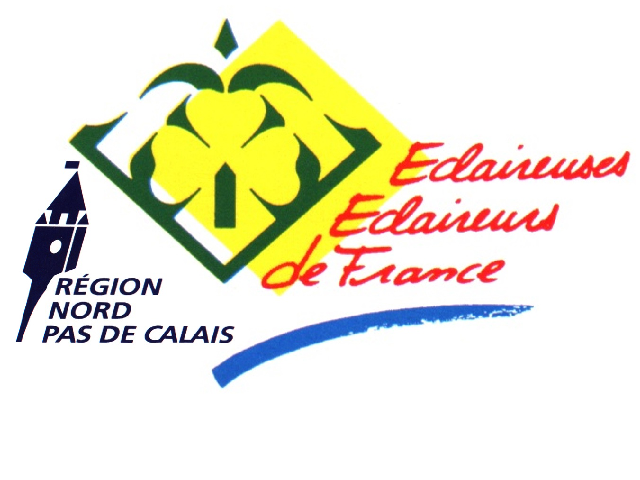 Eclaireuses
Eclaireurs
de France
RÉGION
NORD
PAS DE CALAIS